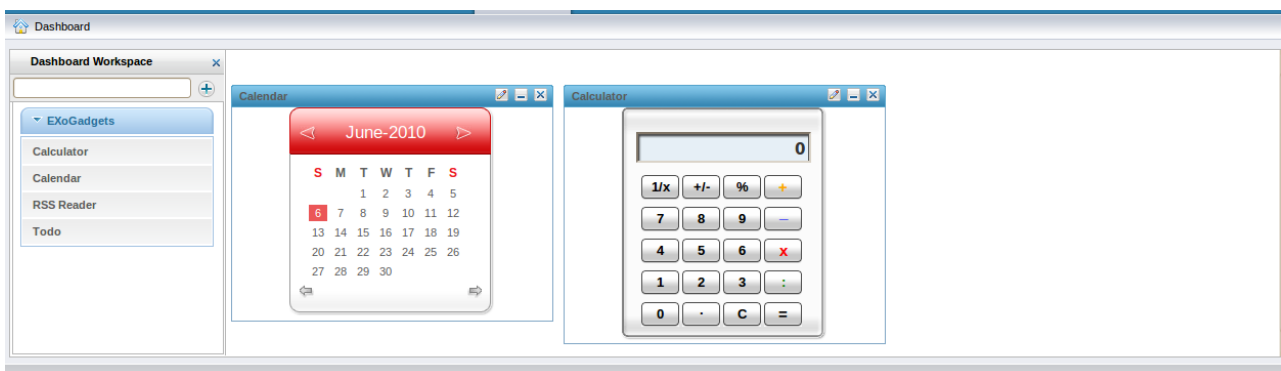 Dashboard
Dashboard Workspace
EXoGadgets
Calculator
Calendar
RSS Reader
Todo
Calendar
June-2010
S M T W T F S
1 2 3 4 5
6 7 8 9 10 11 12
13 14 15 16 17 18 19
20 21 22 23 24 25 26
27 28 29 30
Calculator
0
1/x +/- % +
7 8 9 −
4 5 6 x
1 2 3 :
0 · C =